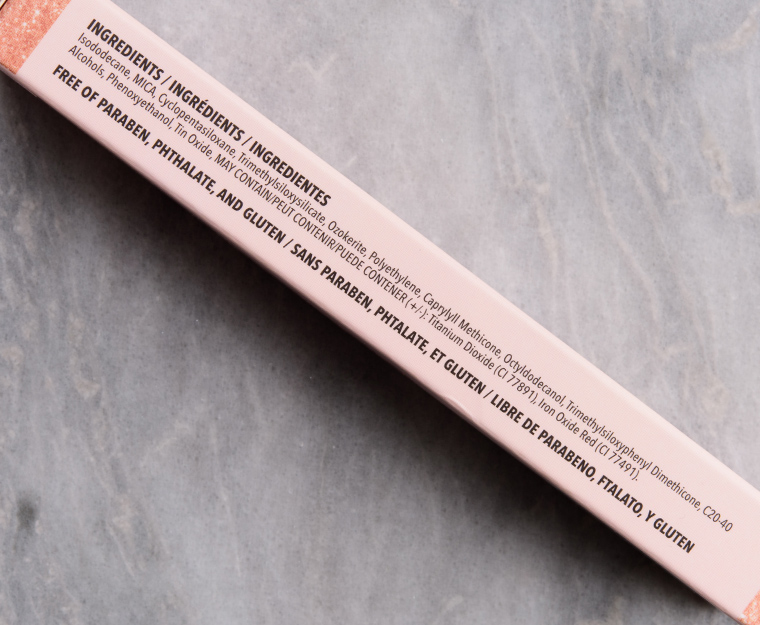 INGREDIENTS / INGRÉDIENTS / INGREDIENTES
Isododecane, MICA, Cyclopentasiloxane, Trimethylsiloxysilicate, Ozokerite, Polyethylene, Caprylyll Methicone, Octyldodecanol, Trimethylsiloxyphenyl Dimethicone, C20-40
Alcohols, Phenoxyethanol, Tin Oxide, MAY CONTAIN/PEUT CONTENIR/PUEDE CONTENER (+/-): Titanium Dioxide (CI 77891), Iron Oxide Red (CI 77491).
FREE OF PARABEN, PHTHALATE, AND GLUTEN / SANS PARABEN, PHTALATE, ET GLUTEN / LIBRE DE PARABENO, FTALATO, Y GLUTEN